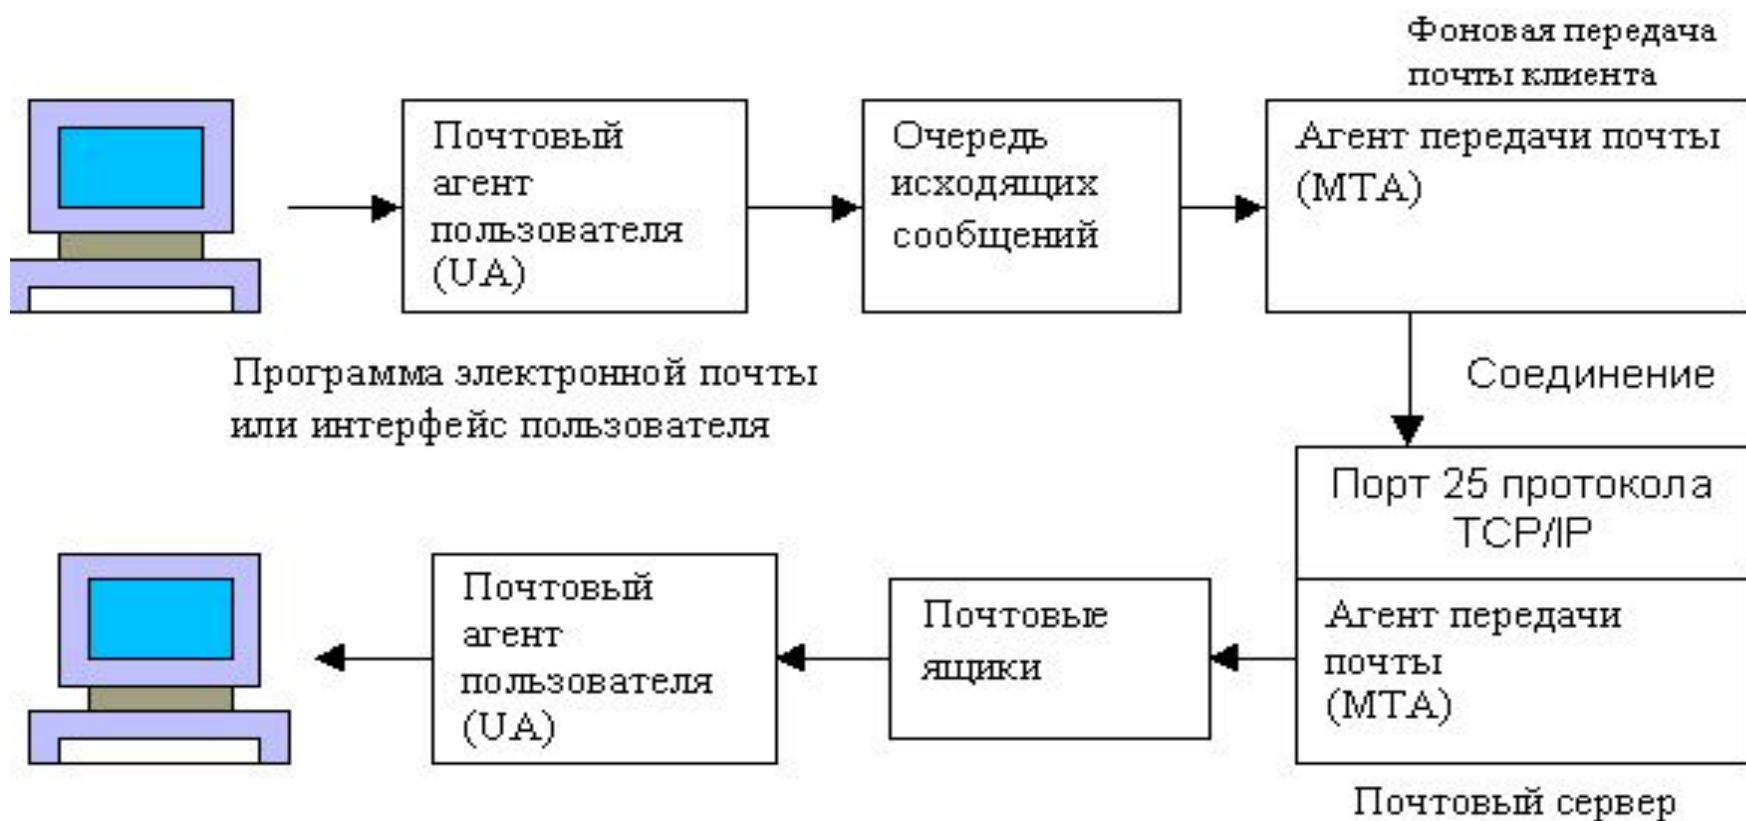 Фоновая передача
почты клиента
Почтовый
агент
пользователя
(UA)
Очередь
исходящих
сообщений
Агент передачи почты
(MTA)
Программа электронной почты
или интерфейс пользователя
Соединение
Порт 25 протокола
TCP/IP
Агент передачи
почты
(MTA)
Почтовые
ящики
Почтовый
агент
пользователя
(UA)
Почтовый сервер